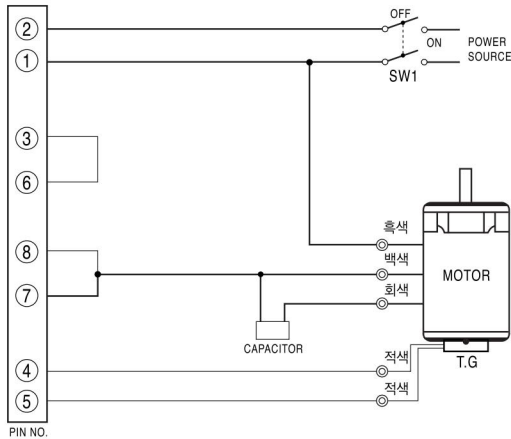 OFF
②
ON
POWER
SOURCE
①
SW1
③
⑥
흑색
⑧
백색
MOTOR
⑦
회색
CAPACITOR
적색
T.G
④
적색
⑤
PIN NO.